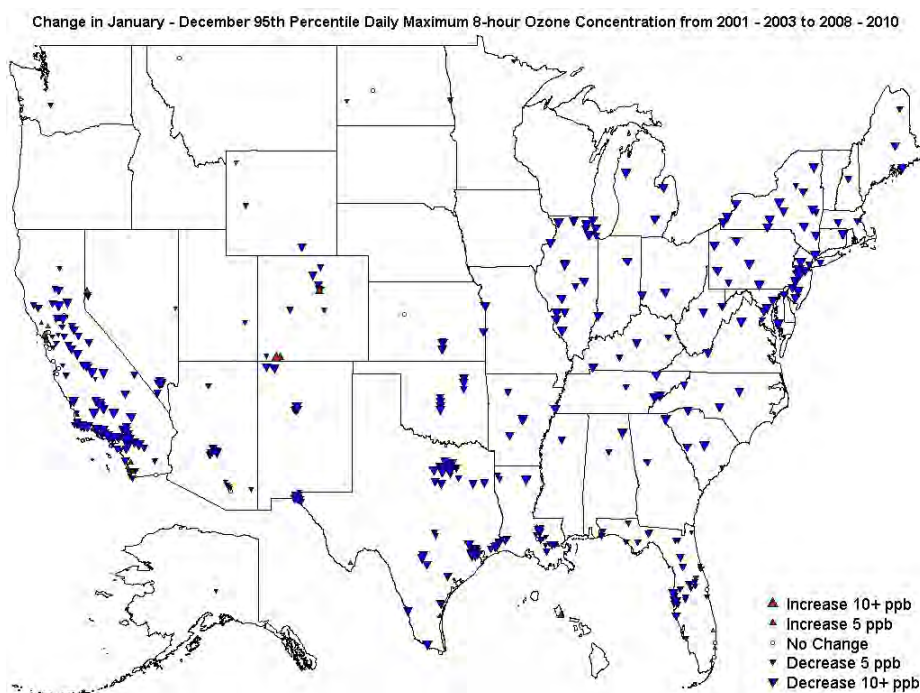 Change in January - December 95th Percentile Daily Maximum 8-hour Ozone Concentration from 2001 - 2003 to 2008 - 2010
Increase 10+ ppb
Increase 5 ppb
No Change
Decrease 5 ppb
Decrease 10+ ppb